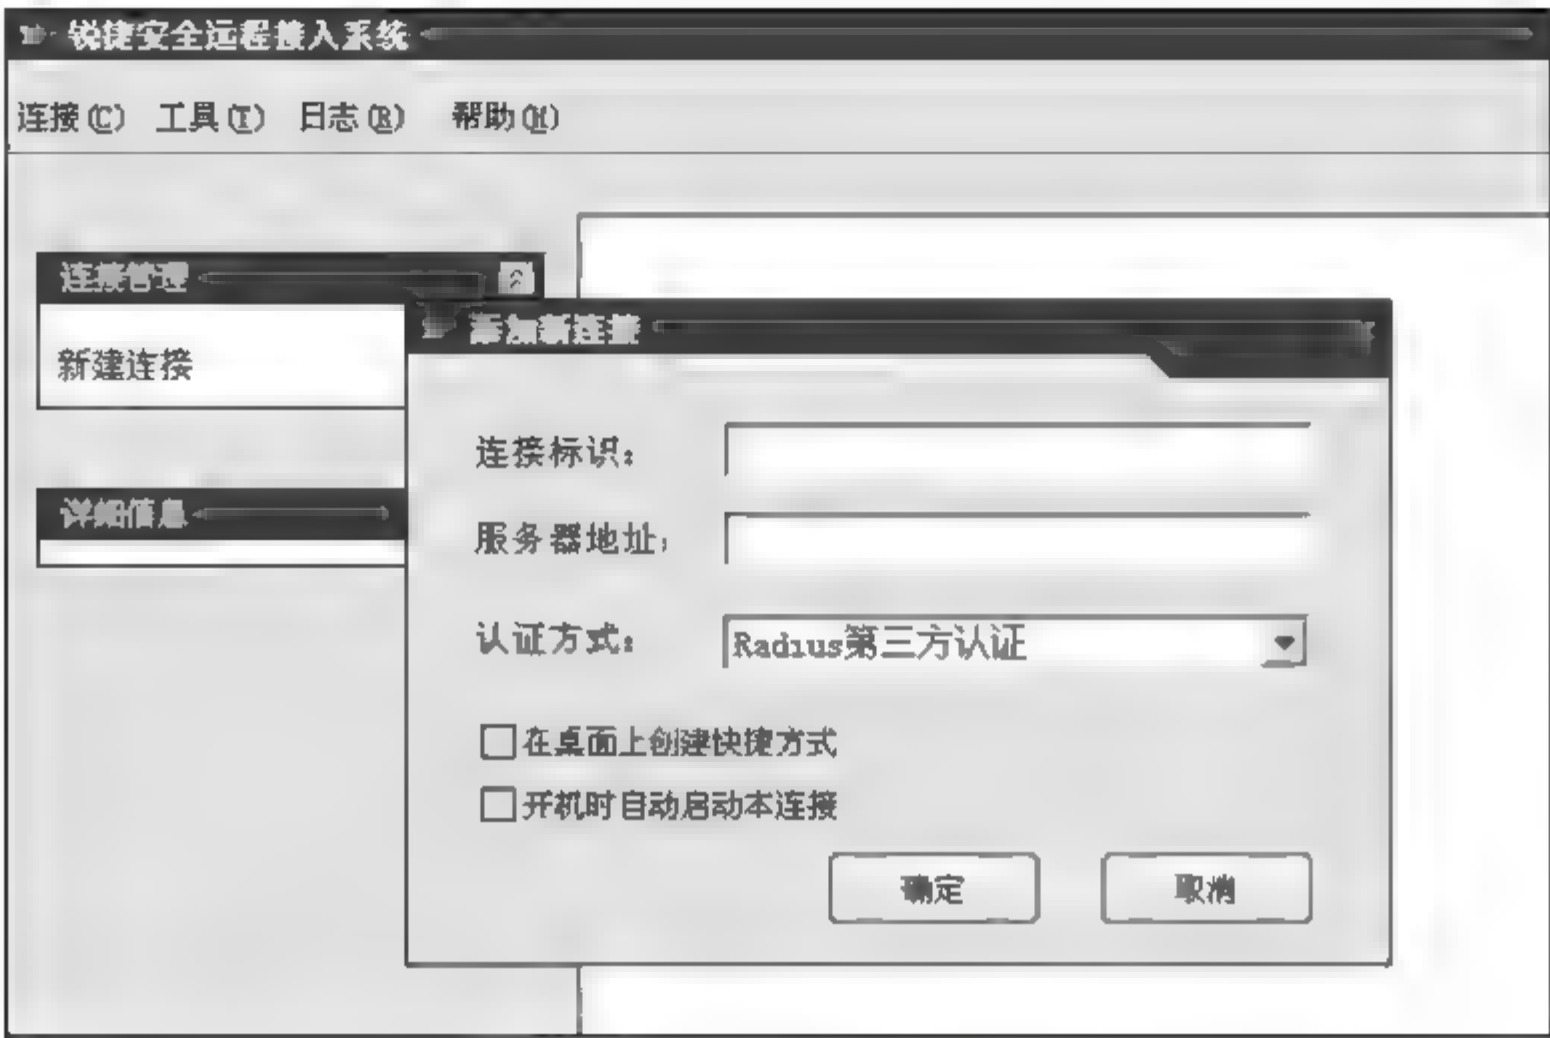 锐捷安全远程接入系统
连接(C) 工具(T) 日志(R) 帮助(H)
连接管理
新建连接
详细信息
添加新连接
连接标识:
服务器地址:
认证方式: Radius第三方认证
在桌面上创建快捷方式
开机时自动启动本连接
确定 取消